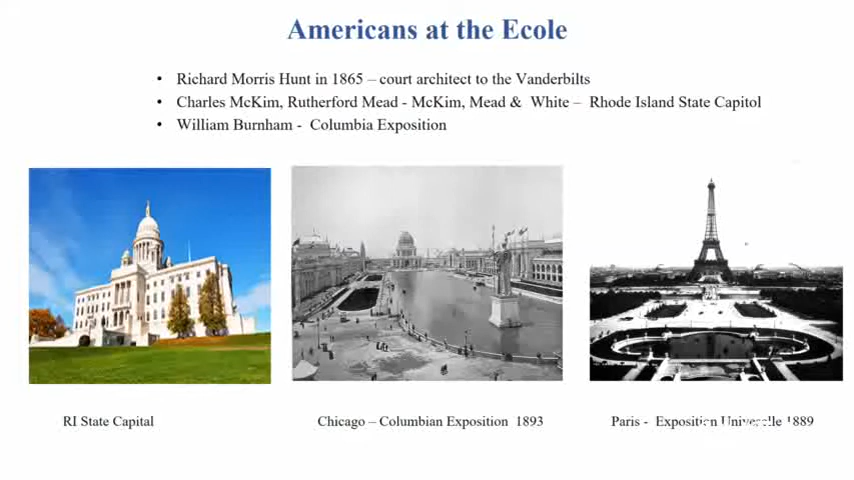 Americans at the Ecole
• Richard Morris Hunt in 1865 – court architect to the Vanderbilts
• Charles McKim, Rutherford Mead - McKim, Mead & White – Rhode Island State Capitol
• William Burnham - Columbia Exposition
RI State Capital
Chicago – Columbian Exposition 1893
Paris - Exposition Univerelle 1889